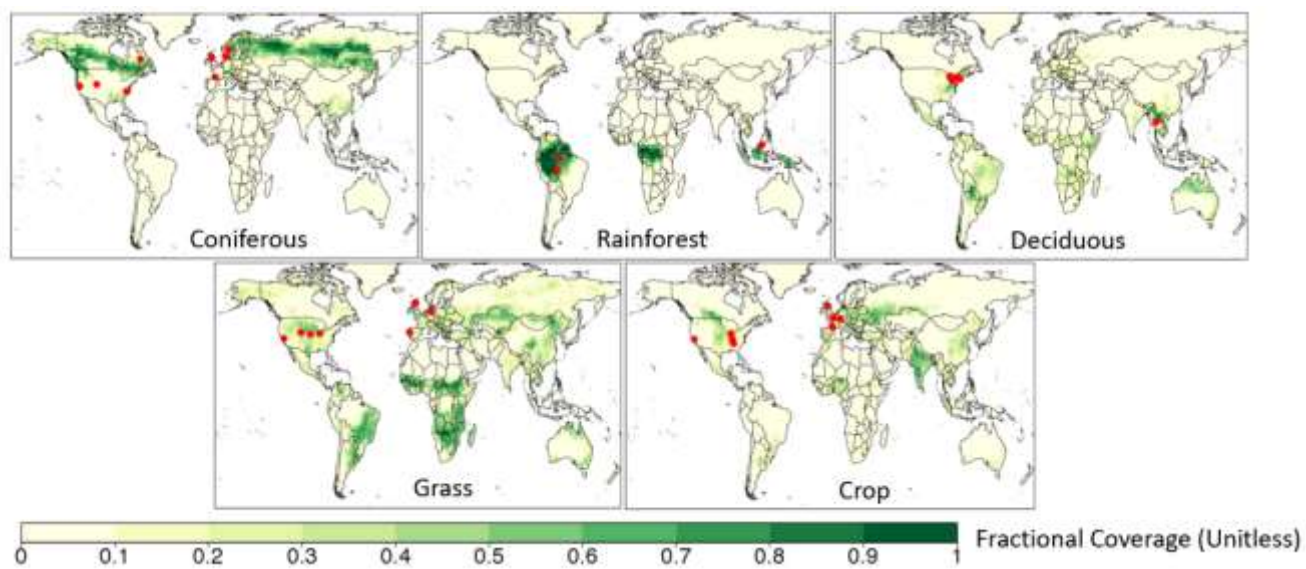 Coniferous
Rainforest
Deciduous
Grass
Crop
0 0.1 0.2 0.3 0.4 0.5 0.6 0.7 0.8 0.9 1 Fractional Coverage (Unitless)